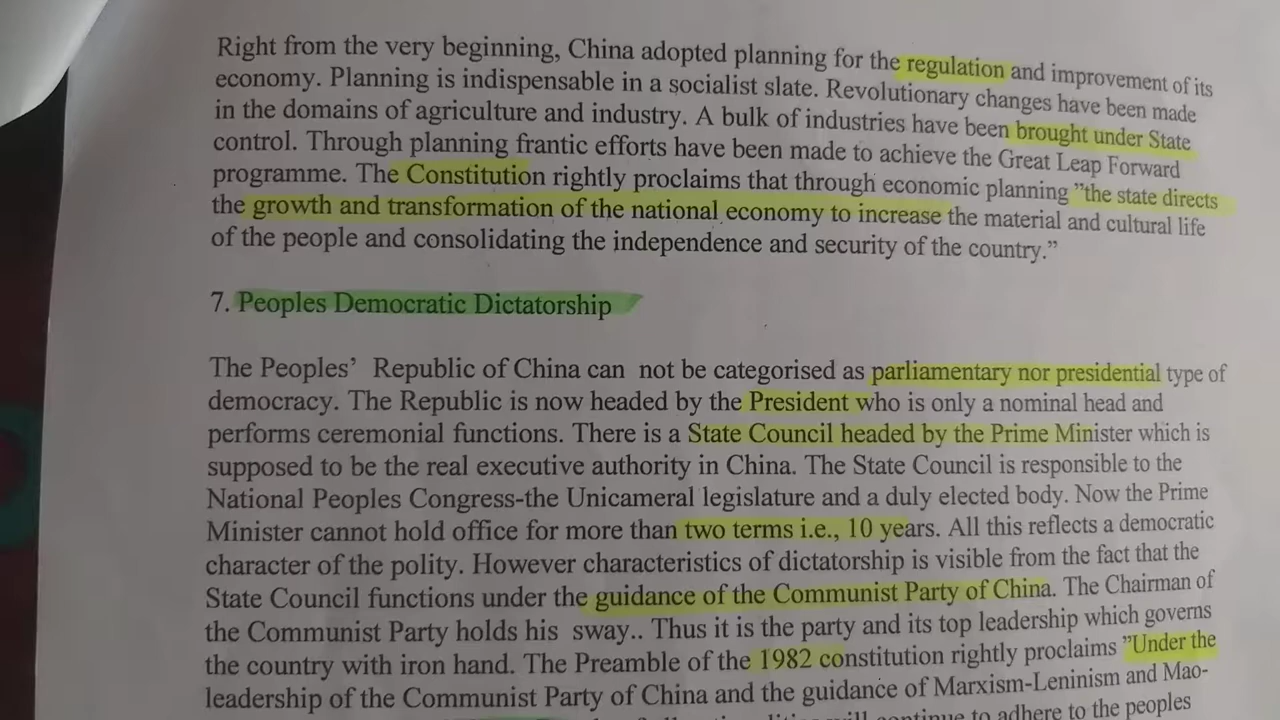 Right from the very beginning, China adopted planning for the regulation and improvement of its
economy. Planning is indispensable in a socialist slate. Revolutionary changes have been made
in the domains of agriculture and industry. A bulk of industries have been brought under State
control. Through planning frantic efforts have been made to achieve the Great Leap Forward
programme. The Constitution rightly proclaims that through economic planning ”the state directs
the growth and transformation of the national economy to increase the material and cultural life
of the people and consolidating the independence and security of the country.”
7. Peoples Democratic Dictatorship
The Peoples’ Republic of China can not be categorised as parliamentary nor presidential type of
democracy. The Republic is now headed by the President who is only a nominal head and
performs ceremonial functions. There is a State Council headed by the Prime Minister which is
supposed to be the real executive authority in China. The State Council is responsible to the
National Peoples Congress-the Unicameral legislature and a duly elected body. Now the Prime
Minister cannot hold office for more than two terms i.e., 10 years. All this reflects a democratic
character of the polity. However characteristics of dictatorship is visible from the fact that the
State Council functions under the guidance of the Communist Party of China. The Chairman of
the Communist Party holds his sway.. Thus it is the party and its top leadership which governs
the country with iron hand. The Preamble of the 1982 constitution rightly proclaims ”Under the
leadership of the Communist Party of China and the guidance of Marxism-Leninism and Mao-
will continue to adhere to the peoples